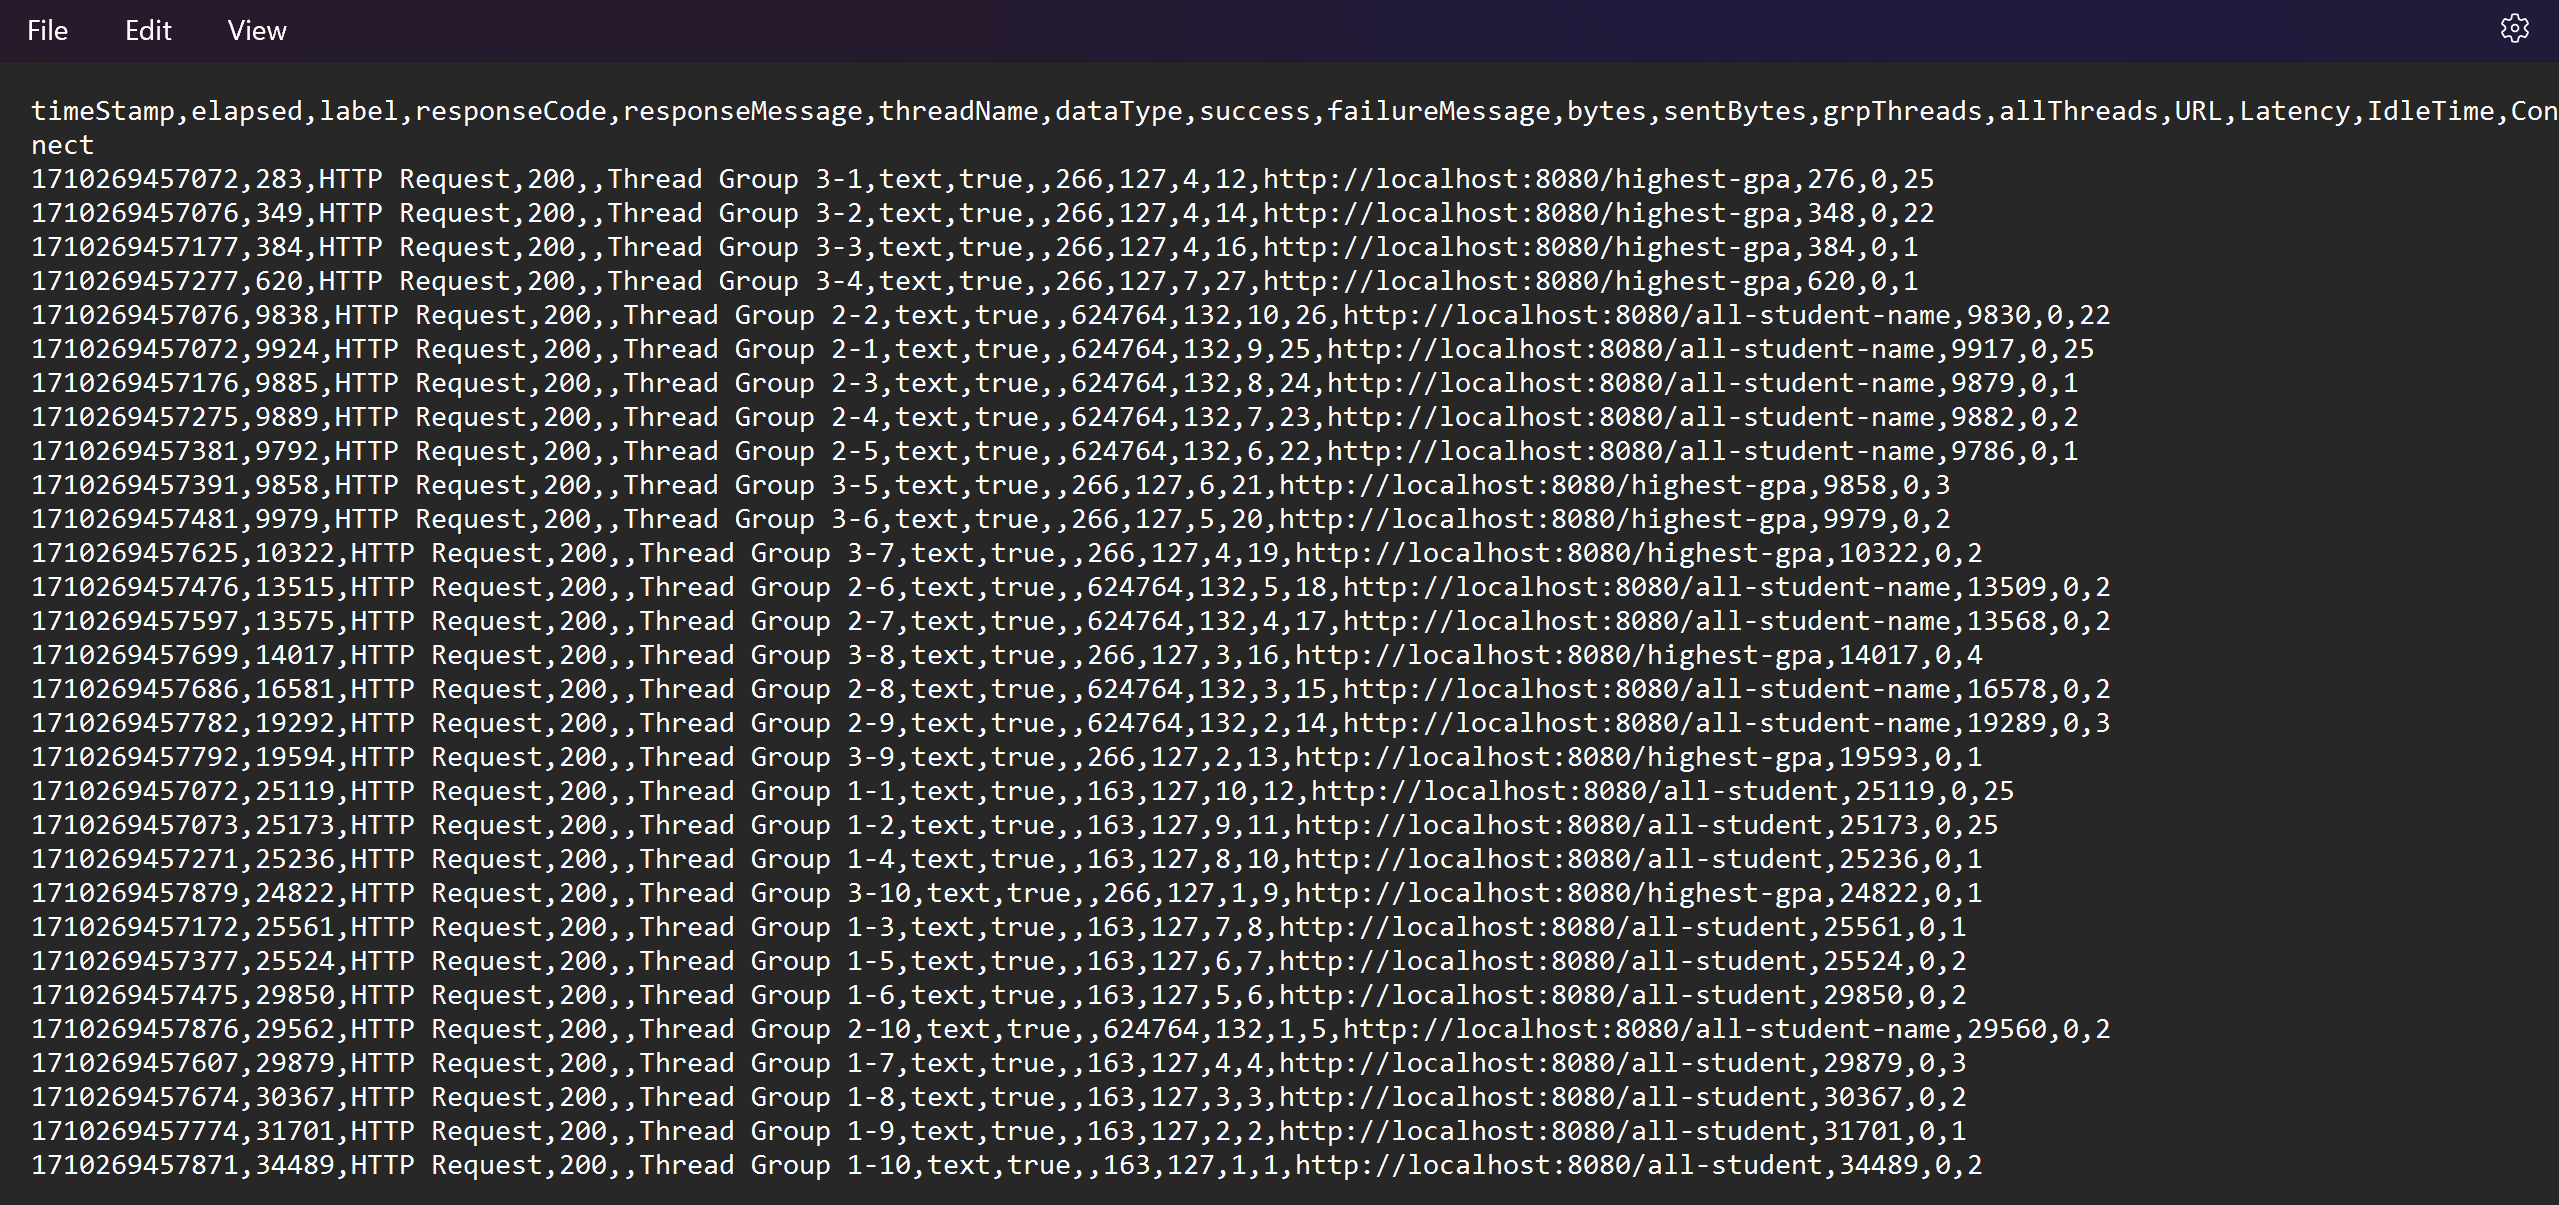 File Edit View
timeStamp,elapsed,label,responseCode,responseMessage,threadName,dataType,success,failureMessage,bytes,sentBytes,grpThreads,allThreads,URL,Latency,IdleTime,Con
nect
1710269457072,283,HTTP Request,200,,Thread Group 3-1,text,true,,266,127,4,12,http://localhost:8080/highest-gpa,276,0,25
1710269457076,349,HTTP Request,200,,Thread Group 3-2,text,true,,266,127,4,14,http://localhost:8080/highest-gpa,348,0,22
1710269457177,384,HTTP Request,200,,Thread Group 3-3,text,true,,266,127,4,16,http://localhost:8080/highest-gpa,384,0,1
1710269457277,620,HTTP Request,200,,Thread Group 3-4,text,true,,266,127,7,27,http://localhost:8080/highest-gpa,620,0,1
1710269457076,9838,HTTP Request,200,,Thread Group 2-2,text,true,,624764,132,10,26,http://localhost:8080/all-student-name,9830,0,22
1710269457072,9924,HTTP Request,200,,Thread Group 2-1,text,true,,624764,132,9,25,http://localhost:8080/all-student-name,9917,0,25
1710269457176,9885,HTTP Request,200,,Thread Group 2-3,text,true,,624764,132,8,24,http://localhost:8080/all-student-name,9879,0,1
1710269457275,9889,HTTP Request,200,,Thread Group 2-4,text,true,,624764,132,7,23,http://localhost:8080/all-student-name,9882,0,2
1710269457381,9792,HTTP Request,200,,Thread Group 2-5,text,true,,624764,132,6,22,http://localhost:8080/all-student-name,9786,0,1
1710269457391,9858,HTTP Request,200,,Thread Group 3-5,text,true,,266,127,6,21,http://localhost:8080/highest-gpa,9858,0,3
1710269457481,9979,HTTP Request,200,,Thread Group 3-6,text,true,,266,127,5,20,http://localhost:8080/highest-gpa,9979,0,2
1710269457625,10322,HTTP Request,200,,Thread Group 3-7,text,true,,266,127,4,19,http://localhost:8080/highest-gpa,10322,0,2
1710269457476,13515,HTTP Request,200,,Thread Group 2-6,text,true,,624764,132,5,18,http://localhost:8080/all-student-name,13509,0,2
1710269457597,13575,HTTP Request,200,,Thread Group 2-7,text,true,,624764,132,4,17,http://localhost:8080/all-student-name,13568,0,2
1710269457699,14017,HTTP Request,200,,Thread Group 3-8,text,true,,266,127,3,16,http://localhost:8080/highest-gpa,14017,0,4
1710269457686,16581,HTTP Request,200,,Thread Group 2-8,text,true,,624764,132,3,15,http://localhost:8080/all-student-name,16578,0,2
1710269457782,19292,HTTP Request,200,,Thread Group 2-9,text,true,,624764,132,2,14,http://localhost:8080/all-student-name,19289,0,3
1710269457792,19594,HTTP Request,200,,Thread Group 3-9,text,true,,266,127,2,13,http://localhost:8080/highest-gpa,19593,0,1
1710269457072,25119,HTTP Request,200,,Thread Group 1-1,text,true,,163,127,10,12,http://localhost:8080/all-student,25119,0,25
1710269457073,25173,HTTP Request,200,,Thread Group 1-2,text,true,,163,127,9,11,http://localhost:8080/all-student,25173,0,25
1710269457271,25236,HTTP Request,200,,Thread Group 1-4,text,true,,163,127,8,10,http://localhost:8080/all-student,25236,0,1
1710269457879,24822,HTTP Request,200,,Thread Group 3-10,text,true,,266,127,1,9,http://localhost:8080/highest-gpa,24822,0,1
1710269457172,25561,HTTP Request,200,,Thread Group 1-3,text,true,,163,127,7,8,http://localhost:8080/all-student,25561,0,1
1710269457377,25524,HTTP Request,200,,Thread Group 1-5,text,true,,163,127,6,7,http://localhost:8080/all-student,25524,0,2
1710269457475,29850,HTTP Request,200,,Thread Group 1-6,text,true,,163,127,5,6,http://localhost:8080/all-student,29850,0,2
1710269457876,29562,HTTP Request,200,,Thread Group 2-10,text,true,,624764,132,1,5,http://localhost:8080/all-student-name,29560,0,2
1710269457607,29879,HTTP Request,200,,Thread Group 1-7,text,true,,163,127,4,4,http://localhost:8080/all-student,29879,0,3
1710269457674,30367,HTTP Request,200,,Thread Group 1-8,text,true,,163,127,3,3,http://localhost:8080/all-student,30367,0,2
1710269457774,31701,HTTP Request,200,,Thread Group 1-9,text,true,,163,127,2,2,http://localhost:8080/all-student,31701,0,1
1710269457871,34489,HTTP Request,200,,Thread Group 1-10,text,true,,163,127,1,1,http://localhost:8080/all-student,34489,0,2